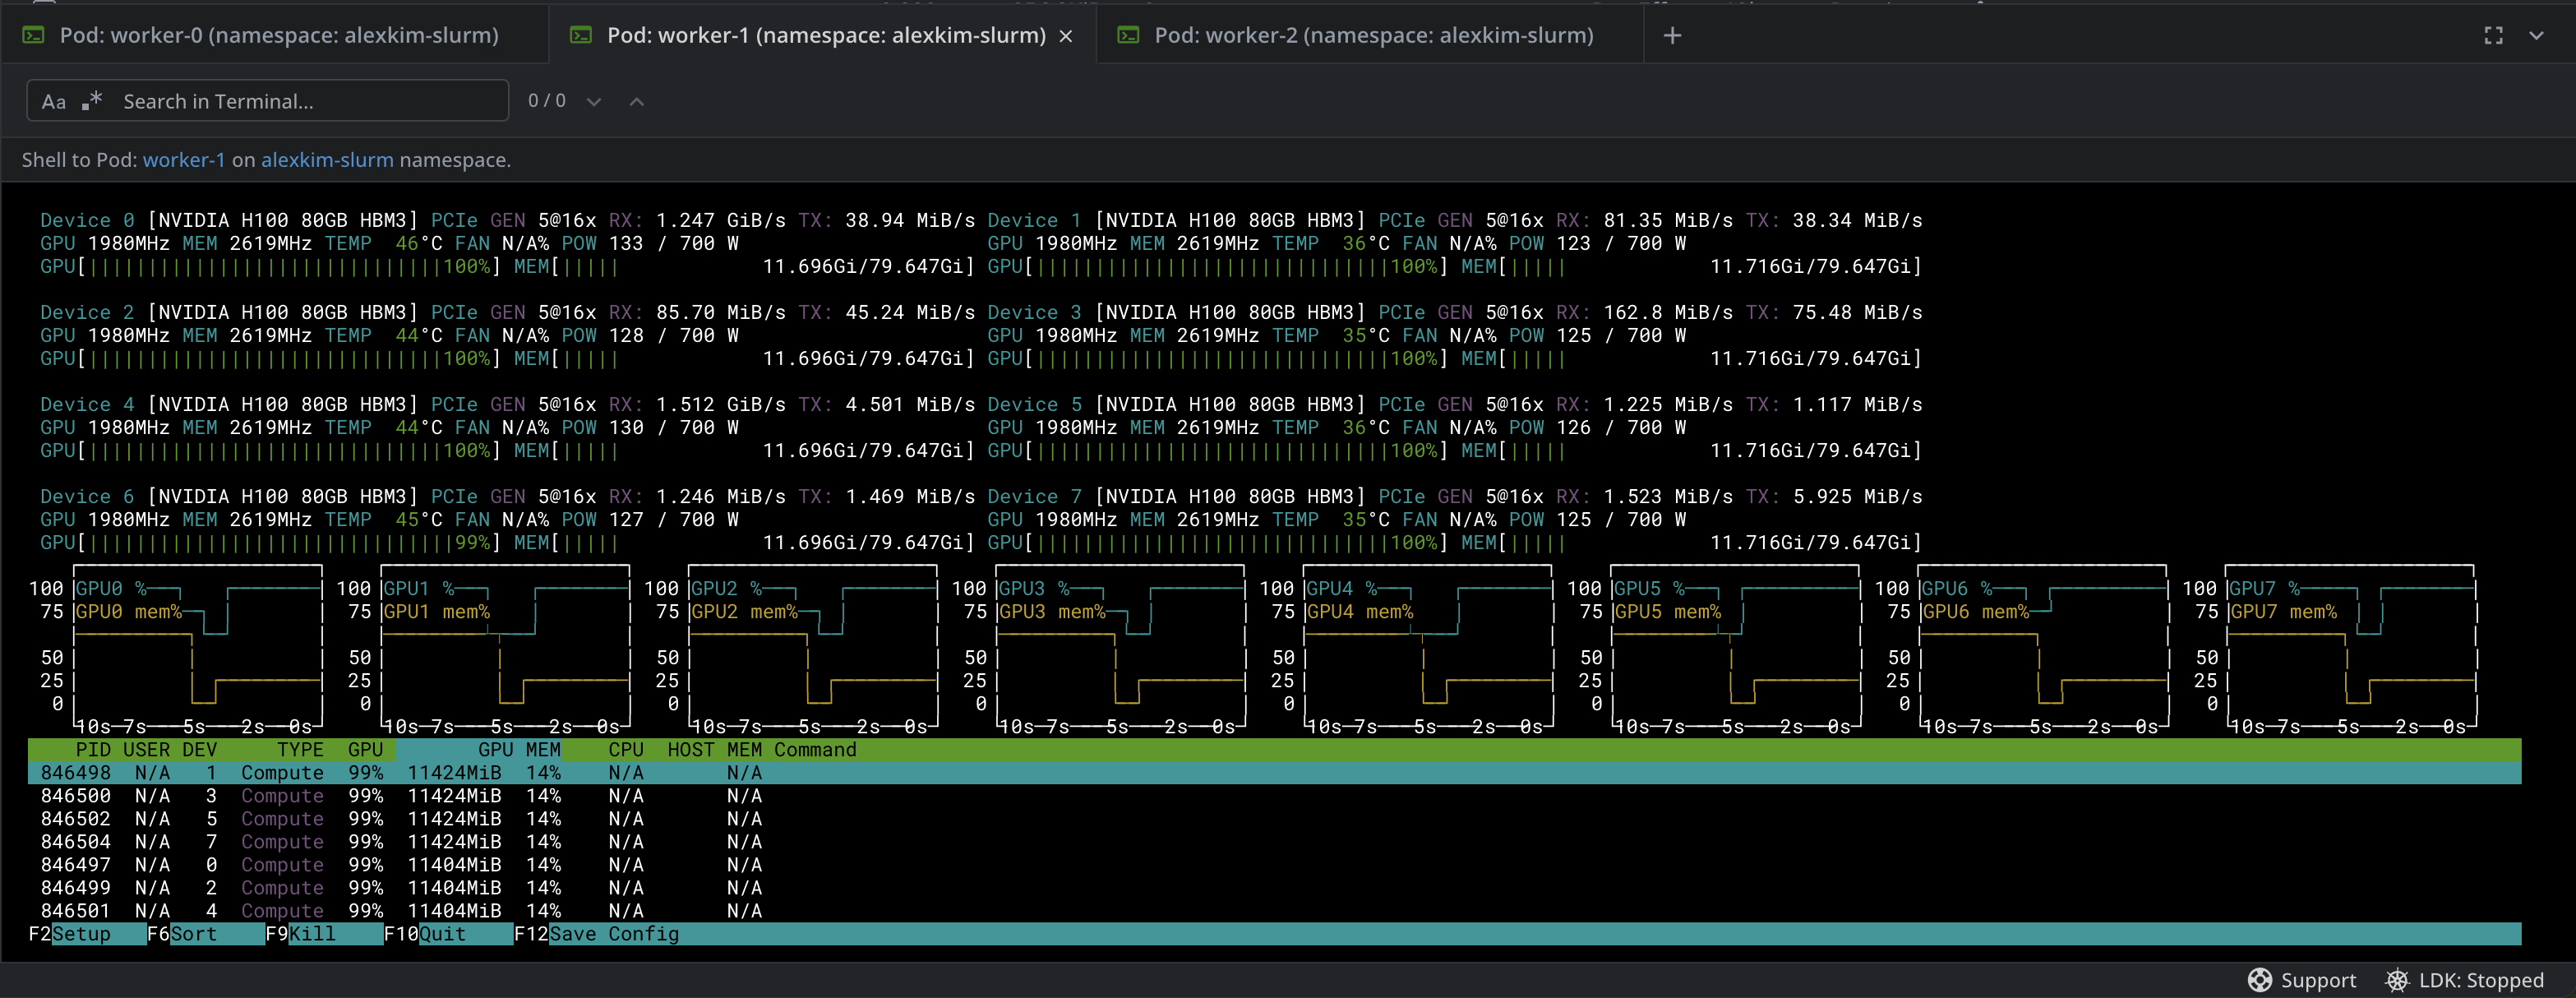 Pod: worker-0 (namespace: alexkim-slurm) Pod: worker-1 (namespace: alexkim-slurm) × Pod: worker-2 (namespace: alexkim-slurm) +
Aa .* Search in Terminal... 0 / 0
Shell to Pod: worker-1 on alexkim-slurm namespace.
Device 0 [NVIDIA H100 80GB HBM3] PCIe GEN 5@16x RX: 1.247 GiB/s TX: 38.94 MiB/s Device 1 [NVIDIA H100 80GB HBM3] PCIe GEN 5@16x RX: 81.35 MiB/s TX: 38.34 MiB/s
GPU 1980MHz MEM 2619MHz TEMP 46°C FAN N/A% POW 133 / 700 W GPU 1980MHz MEM 2619MHz TEMP 36°C FAN N/A% POW 123 / 700 W
GPU[||||||||||||||||||||||||||||||100%] MEM[||||| 11.696Gi/79.647Gi] GPU[||||||||||||||||||||||||||||||100%] MEM[||||| 11.716Gi/79.647Gi]
Device 2 [NVIDIA H100 80GB HBM3] PCIe GEN 5@16x RX: 85.70 MiB/s TX: 45.24 MiB/s Device 3 [NVIDIA H100 80GB HBM3] PCIe GEN 5@16x RX: 162.8 MiB/s TX: 75.48 MiB/s
GPU 1980MHz MEM 2619MHz TEMP 44°C FAN N/A% POW 128 / 700 W GPU 1980MHz MEM 2619MHz TEMP 35°C FAN N/A% POW 125 / 700 W
GPU[||||||||||||||||||||||||||||||100%] MEM[||||| 11.696Gi/79.647Gi] GPU[||||||||||||||||||||||||||||||100%] MEM[||||| 11.716Gi/79.647Gi]
Device 4 [NVIDIA H100 80GB HBM3] PCIe GEN 5@16x RX: 1.512 GiB/s TX: 4.501 MiB/s Device 5 [NVIDIA H100 80GB HBM3] PCIe GEN 5@16x RX: 1.225 MiB/s TX: 1.117 MiB/s
GPU 1980MHz MEM 2619MHz TEMP 44°C FAN N/A% POW 130 / 700 W GPU 1980MHz MEM 2619MHz TEMP 36°C FAN N/A% POW 126 / 700 W
GPU[||||||||||||||||||||||||||||||100%] MEM[||||| 11.696Gi/79.647Gi] GPU[||||||||||||||||||||||||||||||100%] MEM[||||| 11.716Gi/79.647Gi]
Device 6 [NVIDIA H100 80GB HBM3] PCIe GEN 5@16x RX: 1.246 MiB/s TX: 1.469 MiB/s Device 7 [NVIDIA H100 80GB HBM3] PCIe GEN 5@16x RX: 1.523 MiB/s TX: 5.925 MiB/s
GPU 1980MHz MEM 2619MHz TEMP 45°C FAN N/A% POW 127 / 700 W GPU 1980MHz MEM 2619MHz TEMP 35°C FAN N/A% POW 125 / 700 W
GPU[|||||||||||||||||||||||||||||||99%] MEM[||||| 11.696Gi/79.647Gi] GPU[||||||||||||||||||||||||||||||100%] MEM[||||| 11.716Gi/79.647Gi]
100 GPU0 % 100 GPU1 % 100 GPU2 % 100 GPU3 % 100 GPU4 % 100 GPU5 % 100 GPU6 % 100 GPU7 %
75 GPU0 mem% 75 GPU1 mem% 75 GPU2 mem% 75 GPU3 mem% 75 GPU4 mem% 75 GPU5 mem% 75 GPU6 mem% 75 GPU7 mem%
50 50 50 50 50 50 50 50
25 25 25 25 25 25 25 25
0 0 0 0 0 0 0 0
10s 7s 5s 2s 0s 10s 7s 5s 2s 0s 10s 7s 5s 2s 0s 10s 7s 5s 2s 0s 10s 7s 5s 2s 0s 10s 7s 5s 2s 0s 10s 7s 5s 2s 0s 10s 7s 5s 2s 0s
PID USER DEV TYPE GPU GPU MEM CPU HOST MEM Command
846498 N/A 1 Compute 99% 11424MiB 14% N/A N/A
846500 N/A 3 Compute 99% 11424MiB 14% N/A N/A
846502 N/A 5 Compute 99% 11424MiB 14% N/A N/A
846504 N/A 7 Compute 99% 11424MiB 14% N/A N/A
846497 N/A 0 Compute 99% 11404MiB 14% N/A N/A
846499 N/A 2 Compute 99% 11404MiB 14% N/A N/A
846501 N/A 4 Compute 99% 11404MiB 14% N/A N/A
F2Setup F6Sort F9Kill F10Quit F12Save Config
Support LDK: Stopped